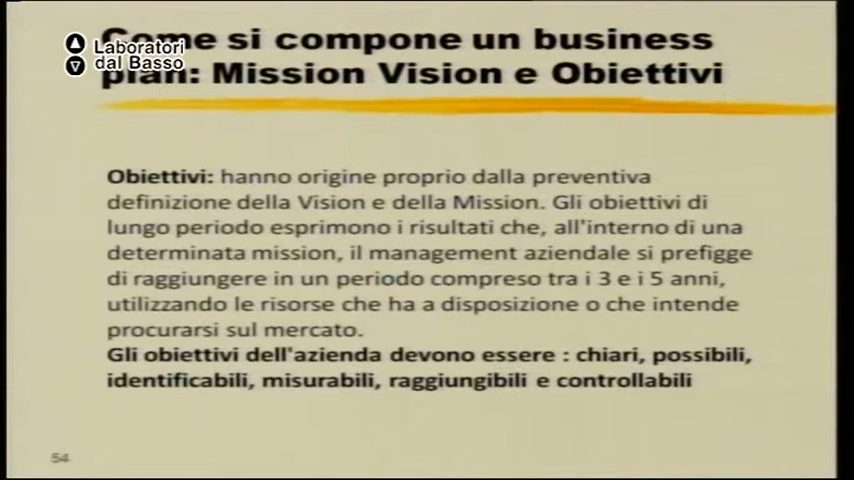 Come si compone un business
plan: Mission Vision e Obiettivi
Laboratori
dal Basso
Obiettivi: hanno origine proprio dalla preventiva
definizione della Vision e della Mission. Gli obiettivi di
lungo periodo esprimono i risultati che, all'interno di una
determinata mission, il management aziendale si prefigge
di raggiungere in un periodo compreso tra i 3 e i 5 anni,
utilizzando le risorse che ha a disposizione o che intende
procurarsi sul mercato.
Gli obiettivi dell'azienda devono essere : chiari, possibili,
identificabili, misurabili, raggiungibili e controllabili
54